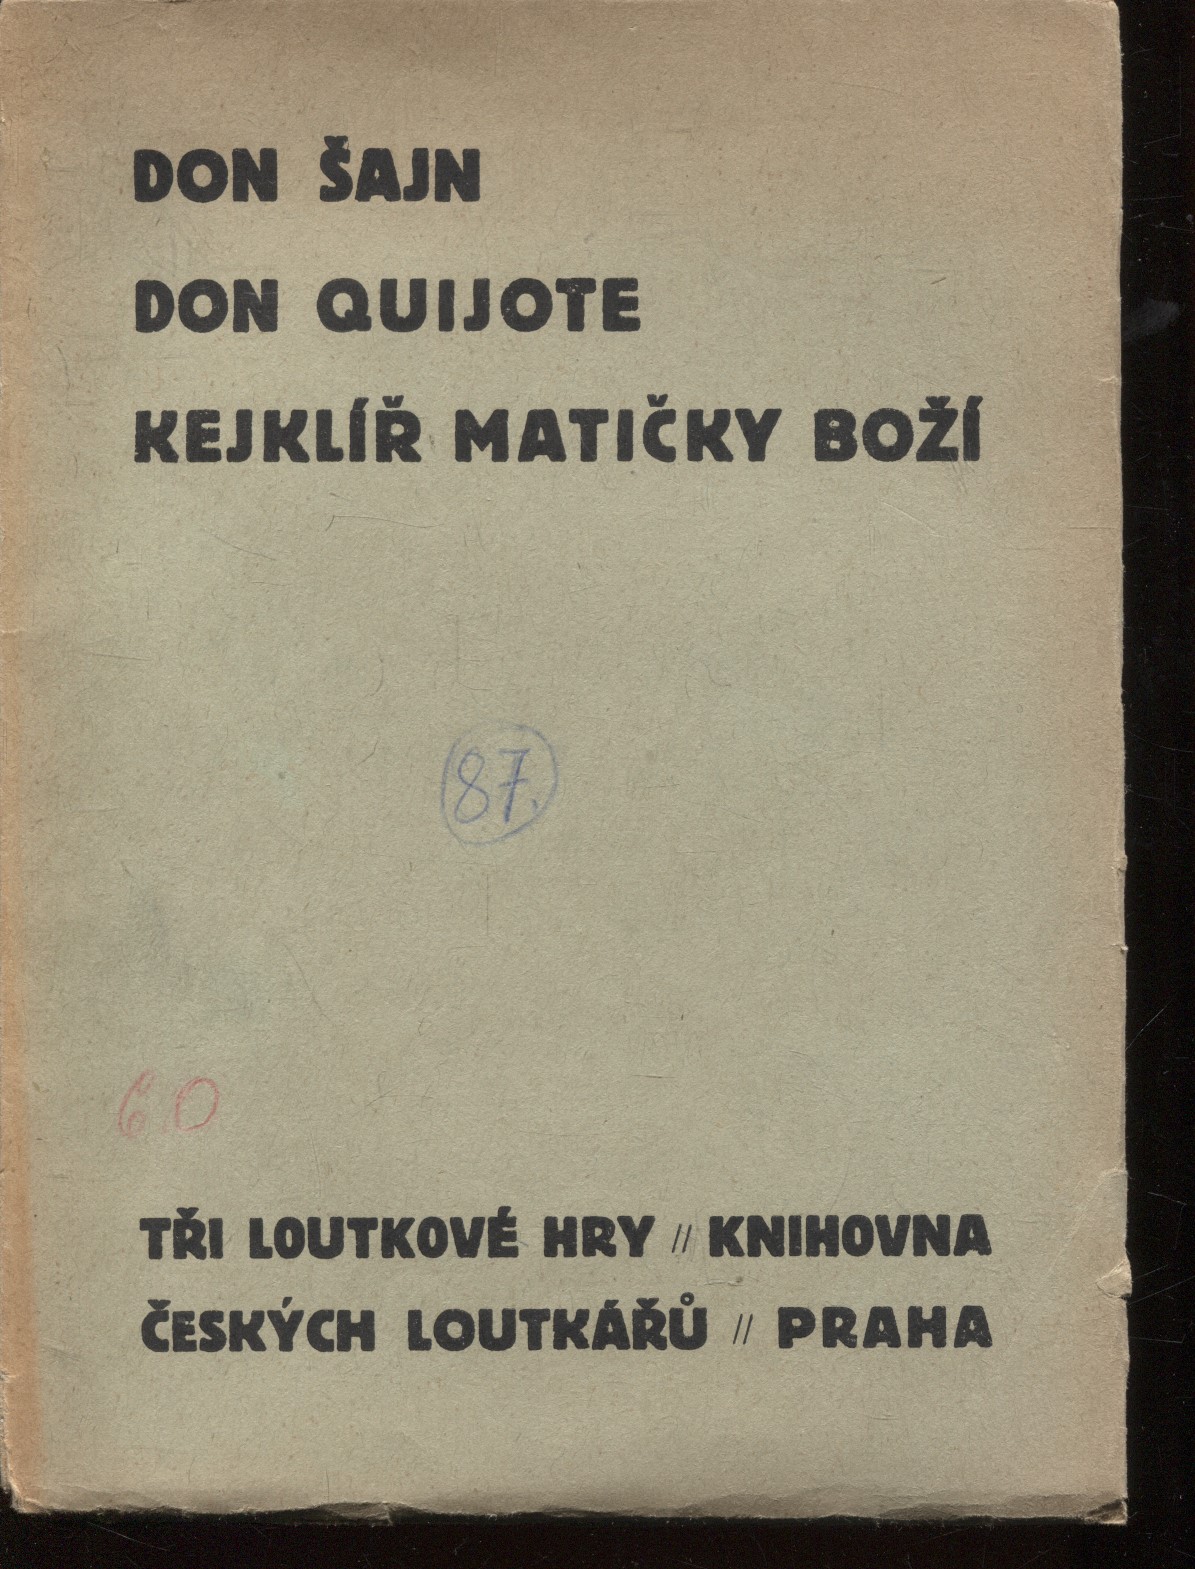 DON ŠAJN
DON QUIJOTE
KEJKLÍŘ MATIČKY BOŽÍ
87.
60
TŘI LOUTKOVÉ HRY // KNIHOVNA
ČESKÝCH LOUTKÁŘŮ // PRAHA